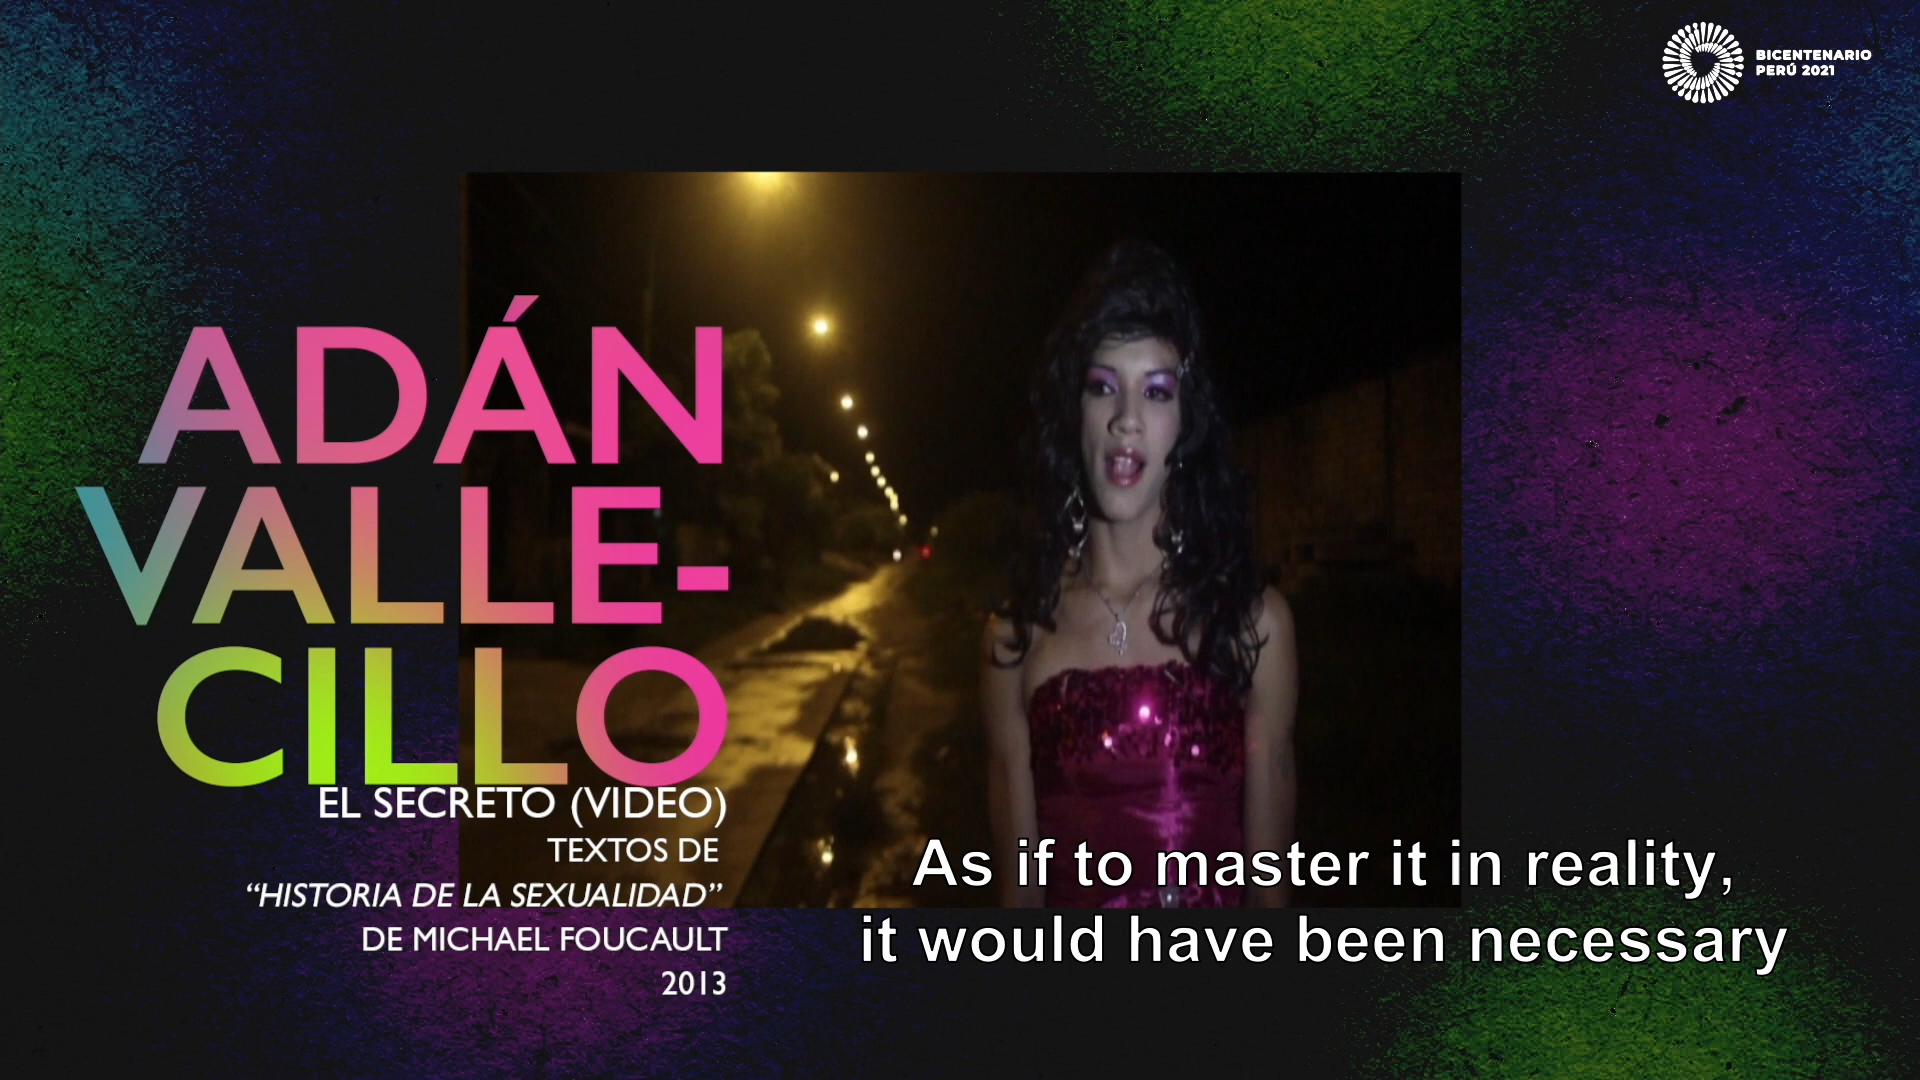 BICENTENARIO
PERÚ 2021
ADÁN
VALLE-
CILLO
EL SECRETO (VIDEO)
TEXTOS DE
“HISTORIA DE LA SEXUALIDAD”
DE MICHAEL FOUCAULT
2013
As if to master it in reality,
it would have been necessary